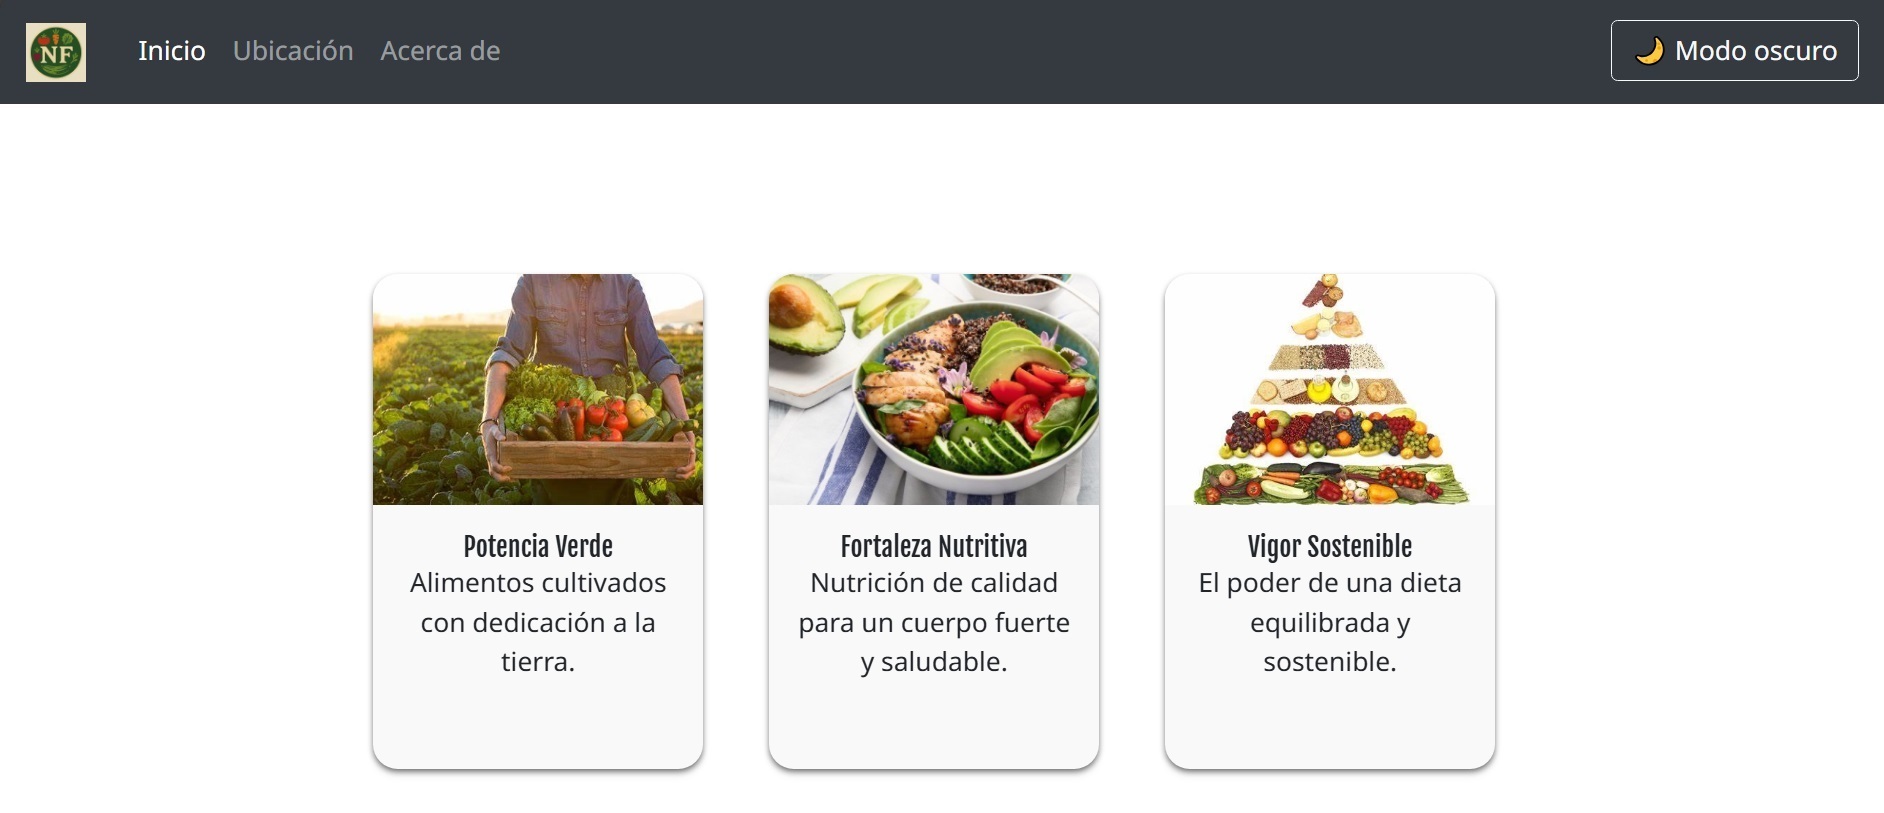 NF
Inicio Ubicación Acerca de
🌙 Modo oscuro
Potencia Verde
Alimentos cultivados
con dedicación a la
tierra.
Fortaleza Nutritiva
Nutrición de calidad
para un cuerpo fuerte
y saludable.
Vigor Sostenible
El poder de una dieta
equilibrada y
sostenible.